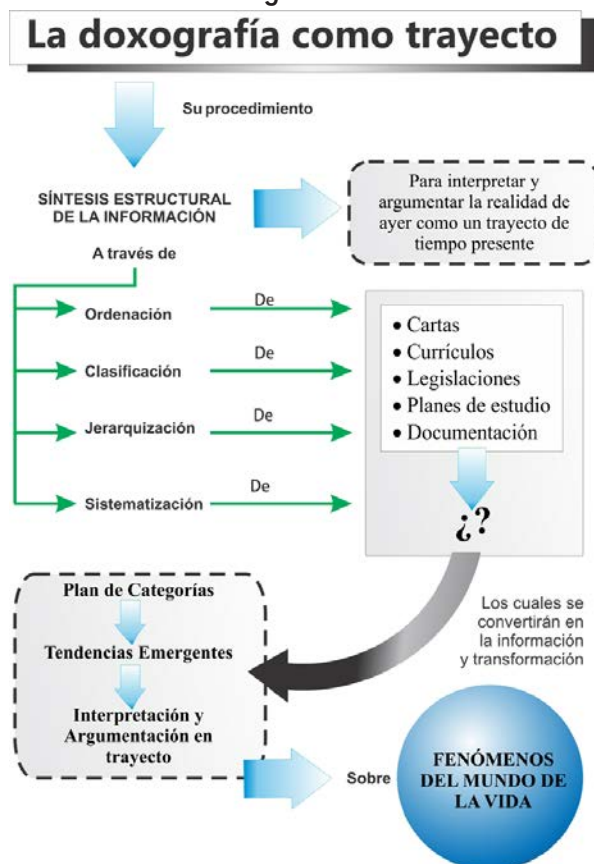 La doxografía como trayecto
Su procedimiento
SÍNTESIS ESTRUCTURAL
DE LA INFORMACIÓN
Para interpretar y
argumentar la realidad de
ayer como un trayecto de
tiempo presente
A través de
Ordenación
De
Clasificación
De
Jerarquización
De
Sistematización
De
• Cartas
• Currículos
• Legislaciones
• Planes de estudio
• Documentación
¿?
Los cuales se
convertirán en
la información
y transformación
Plan de Categorías
Tendencias Emergentes
Interpretación y
Argumentación en
trayecto
Sobre
FENÓMENOS
DEL MUNDO DE
LA VIDA